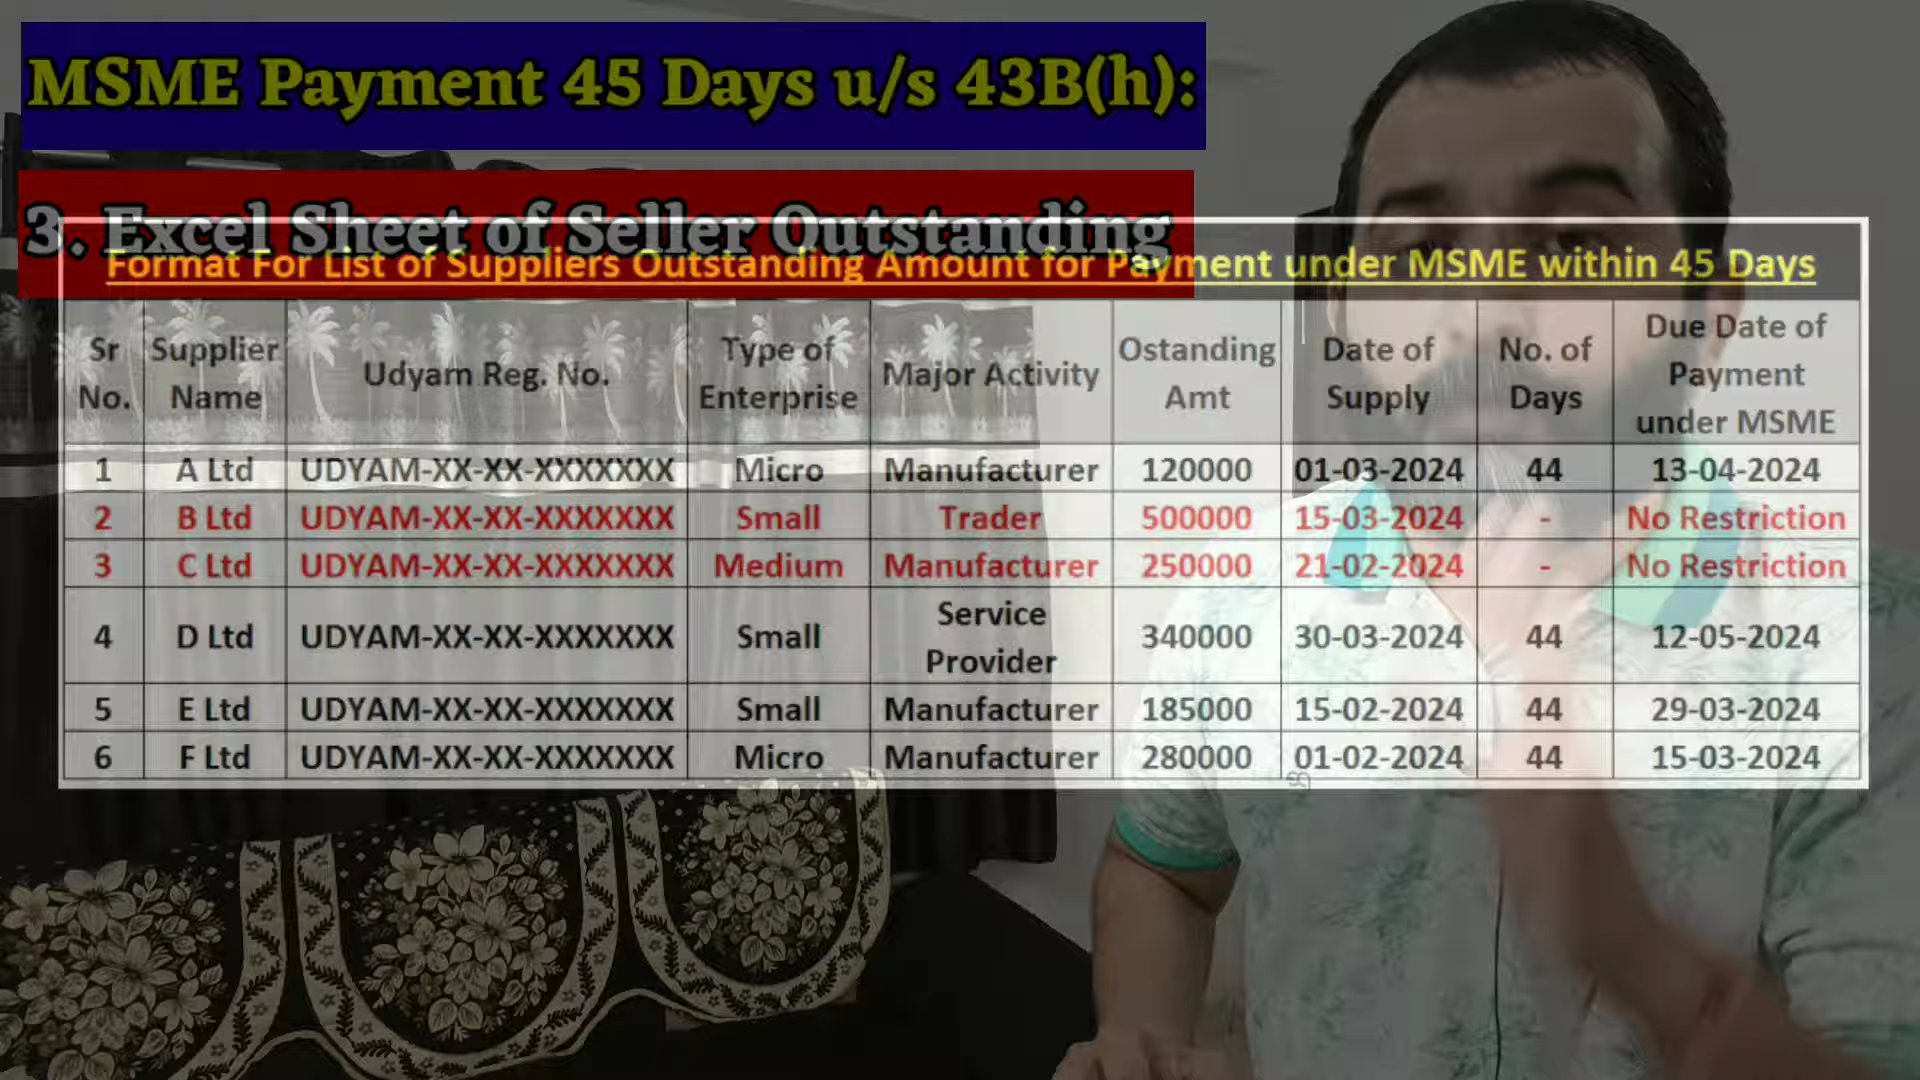 MSME Payment 45 Days u/s 43B(h):
3. Excel Sheet of Seller Outstanding
Format For List of Suppliers Outstanding Amount for Payment under MSME within 45 Days
Sr No. Supplier Name Udyam Reg. No. Type of Enterprise Major Activity Ostanding Amt Date of Supply No. of Days Due Date of Payment under MSME
1 A Ltd UDYAM-XX-XX-XXXXXXX Micro Manufacturer 120000 01-03-2024 44 13-04-2024
2 B Ltd UDYAM-XX-XX-XXXXXXX Small Trader 500000 15-03-2024 - No Restriction
3 C Ltd UDYAM-XX-XX-XXXXXXX Medium Manufacturer 250000 21-02-2024 - No Restriction
4 D Ltd UDYAM-XX-XX-XXXXXXX Small Service Provider 340000 30-03-2024 44 12-05-2024
5 E Ltd UDYAM-XX-XX-XXXXXXX Small Manufacturer 185000 15-02-2024 44 29-03-2024
6 F Ltd UDYAM-XX-XX-XXXXXXX Micro Manufacturer 280000 01-02-2024 44 15-03-2024